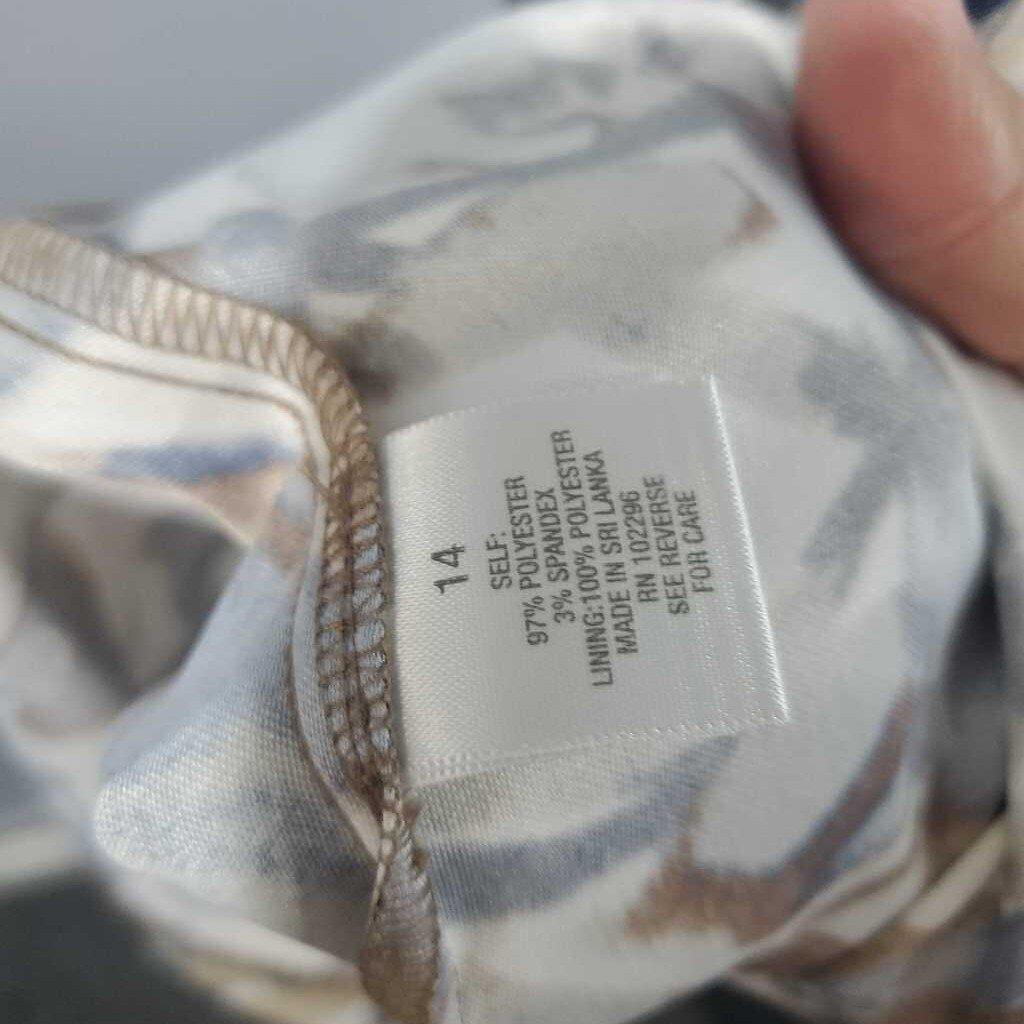 14
SELF:
97% POLYESTER
3% SPANDEX
LINING:100% POLYESTER
MADE IN SRI LANKA
RN 102296
SEE REVERSE
FOR CARE